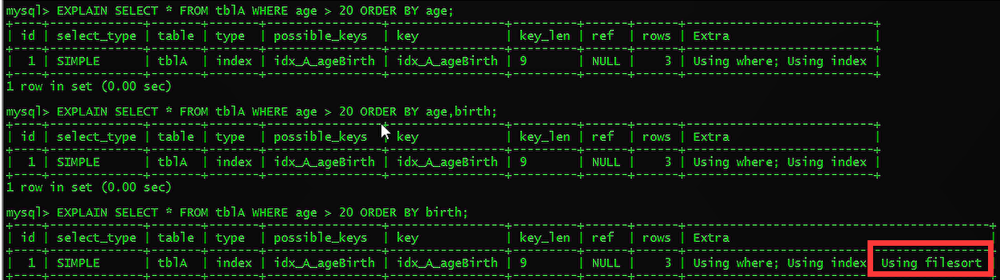 mysql> EXPLAIN SELECT * FROM tblA WHERE age > 20 ORDER BY age;
+----+-------------+-------+-------+----------------+----------------+---------+------+------+--------------------------+
| id | select_type | table | type | possible_keys | key | key_len | ref | rows | Extra |
+----+-------------+-------+-------+----------------+----------------+---------+------+------+--------------------------+
| 1 | SIMPLE | tblA | index | idx_A_ageBirth | idx_A_ageBirth | 9 | NULL | 3 | Using where; Using index |
+----+-------------+-------+-------+----------------+----------------+---------+------+------+--------------------------+
1 row in set (0.00 sec)
mysql> EXPLAIN SELECT * FROM tblA WHERE age > 20 ORDER BY age,birth;
+----+-------------+-------+-------+----------------+----------------+---------+------+------+--------------------------+
| id | select_type | table | type | possible_keys | key | key_len | ref | rows | Extra |
+----+-------------+-------+-------+----------------+----------------+---------+------+------+--------------------------+
| 1 | SIMPLE | tblA | index | idx_A_ageBirth | idx_A_ageBirth | 9 | NULL | 3 | Using where; Using index |
+----+-------------+-------+-------+----------------+----------------+---------+------+------+--------------------------+
1 row in set (0.00 sec)
mysql> EXPLAIN SELECT * FROM tblA WHERE age > 20 ORDER BY birth;
+----+-------------+-------+-------+----------------+----------------+---------+------+------+------------------------------------------+
| id | select_type | table | type | possible_keys | key | key_len | ref | rows | Extra |
+----+-------------+-------+-------+----------------+----------------+---------+------+------+------------------------------------------+
| 1 | SIMPLE | tblA | index | idx_A_ageBirth | idx_A_ageBirth | 9 | NULL | 3 | Using where; Using index Using filesort
+----+-------------+-------+-------+----------------+----------------+---------+------+------+------------------------------------------+